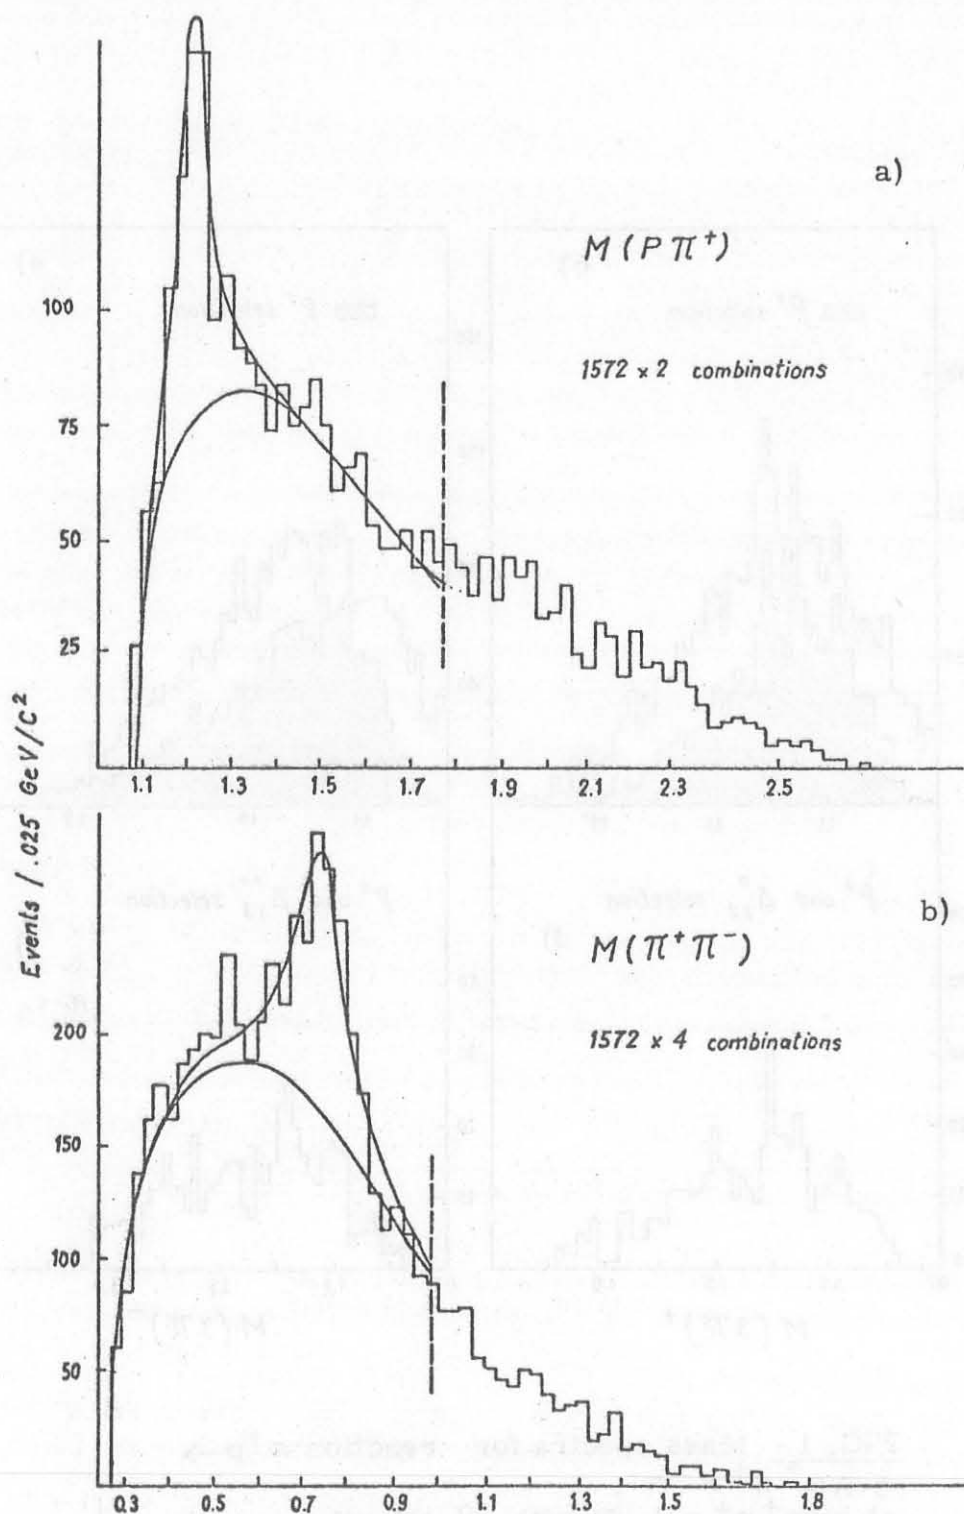 a)
M(Pπ⁺)
1572 x 2 combinations
100
75
50
25
1.1 1.3 1.5 1.7 1.9 2.1 2.3 2.5
Events / .025 GeV/C²
b)
M(π⁺π⁻)
1572 x 4 combinations
200
150
100
50
0.3 0.5 0.7 0.9 1.1 1.3 1.5 1.8